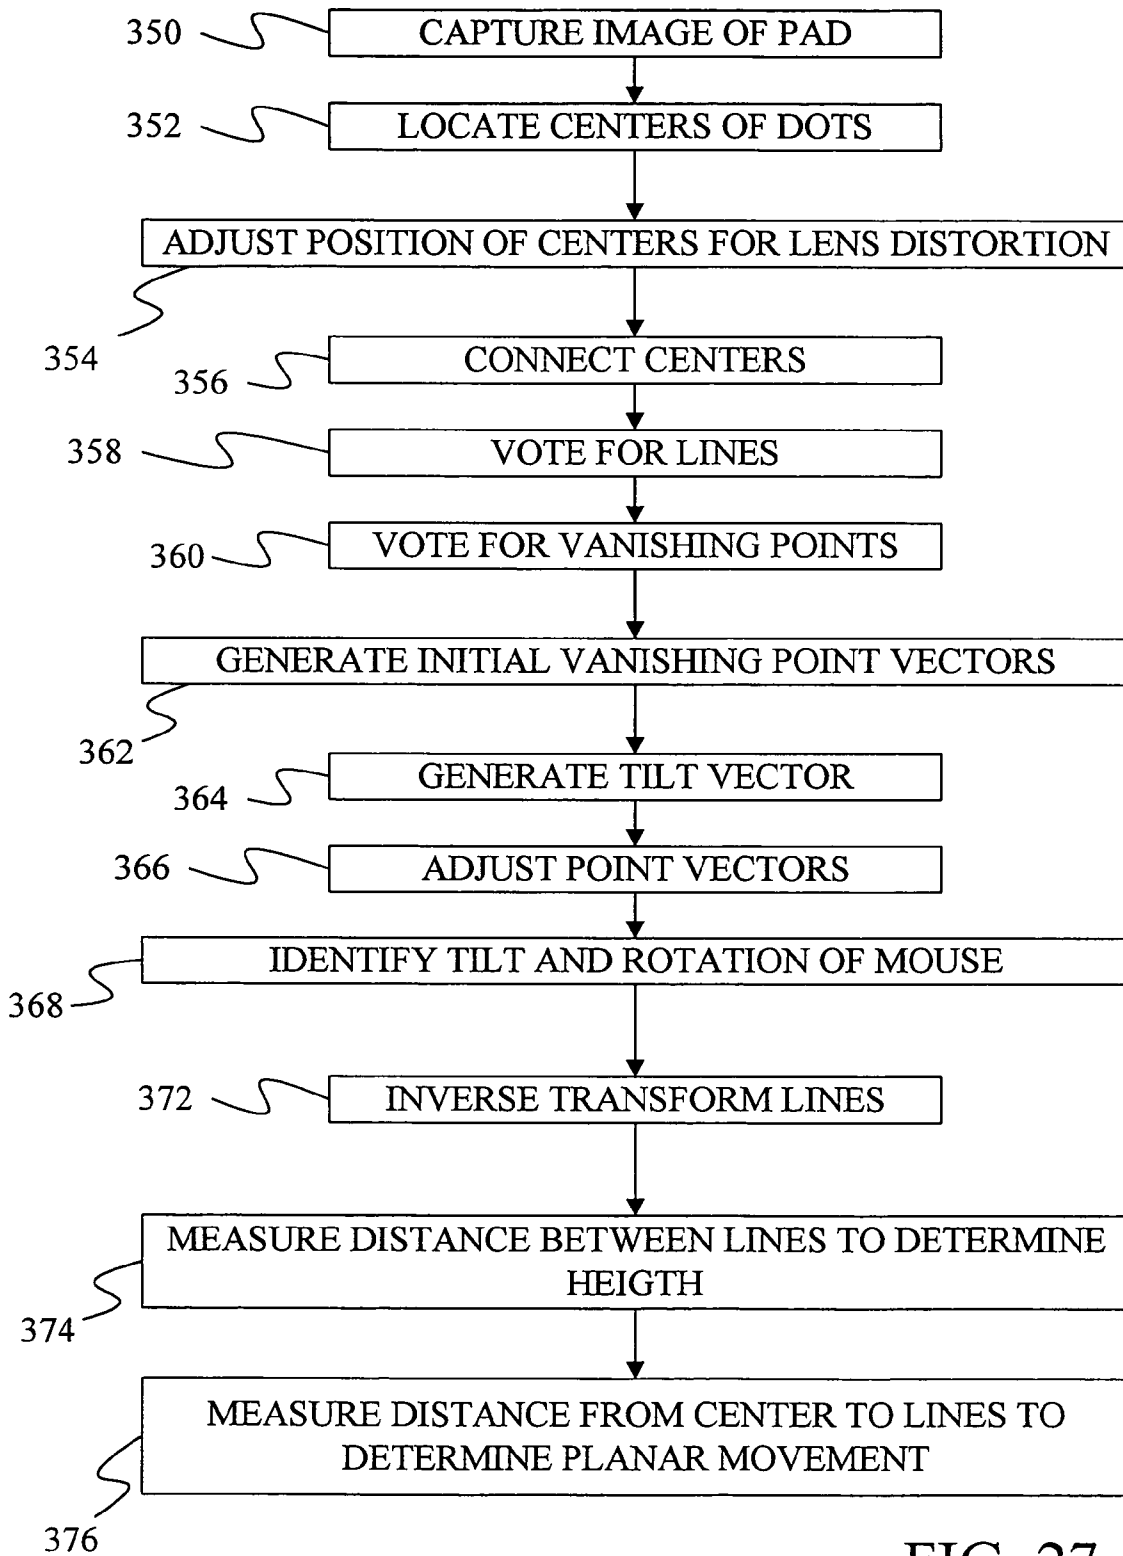 350
CAPTURE IMAGE OF PAD
352
LOCATE CENTERS OF DOTS
ADJUST POSITION OF CENTERS FOR LENS DISTORTION
354
356
CONNECT CENTERS
358
VOTE FOR LINES
360
VOTE FOR VANISHING POINTS
GENERATE INITIAL VANISHING POINT VECTORS
362
364
GENERATE TILT VECTOR
366
ADJUST POINT VECTORS
IDENTIFY TILT AND ROTATION OF MOUSE
368
372
INVERSE TRANSFORM LINES
MEASURE DISTANCE BETWEEN LINES TO DETERMINE
HEIGTH
374
MEASURE DISTANCE FROM CENTER TO LINES TO
DETERMINE PLANAR MOVEMENT
376
FIG. 27